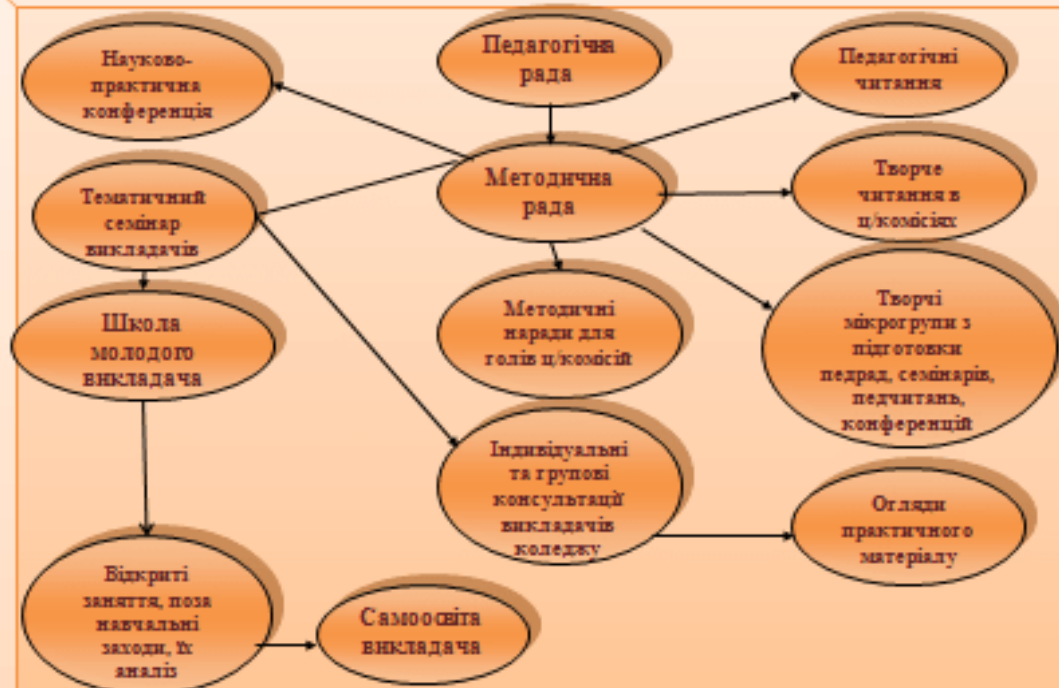 Науково-
практична
конференція
Педагогічна
рада
Педагогічні
читання
Тематичний
семінар
викладачів
Методична
рада
Творче
читання в
ц/комісіях
Школа
молодого
викладача
Методичні
наради для
голів ц/комісій
Творчі
мікрогрупи з
підготовки
педрад, семінарів,
педчитань,
конференцій
Індивідуальні
та групові
консультації
викладачів
коледжу
Огляди
практичного
матеріалу
Відкриті
заняття, поза
навчальні
заходи, їх
аналіз
Самоосвіта
викладача